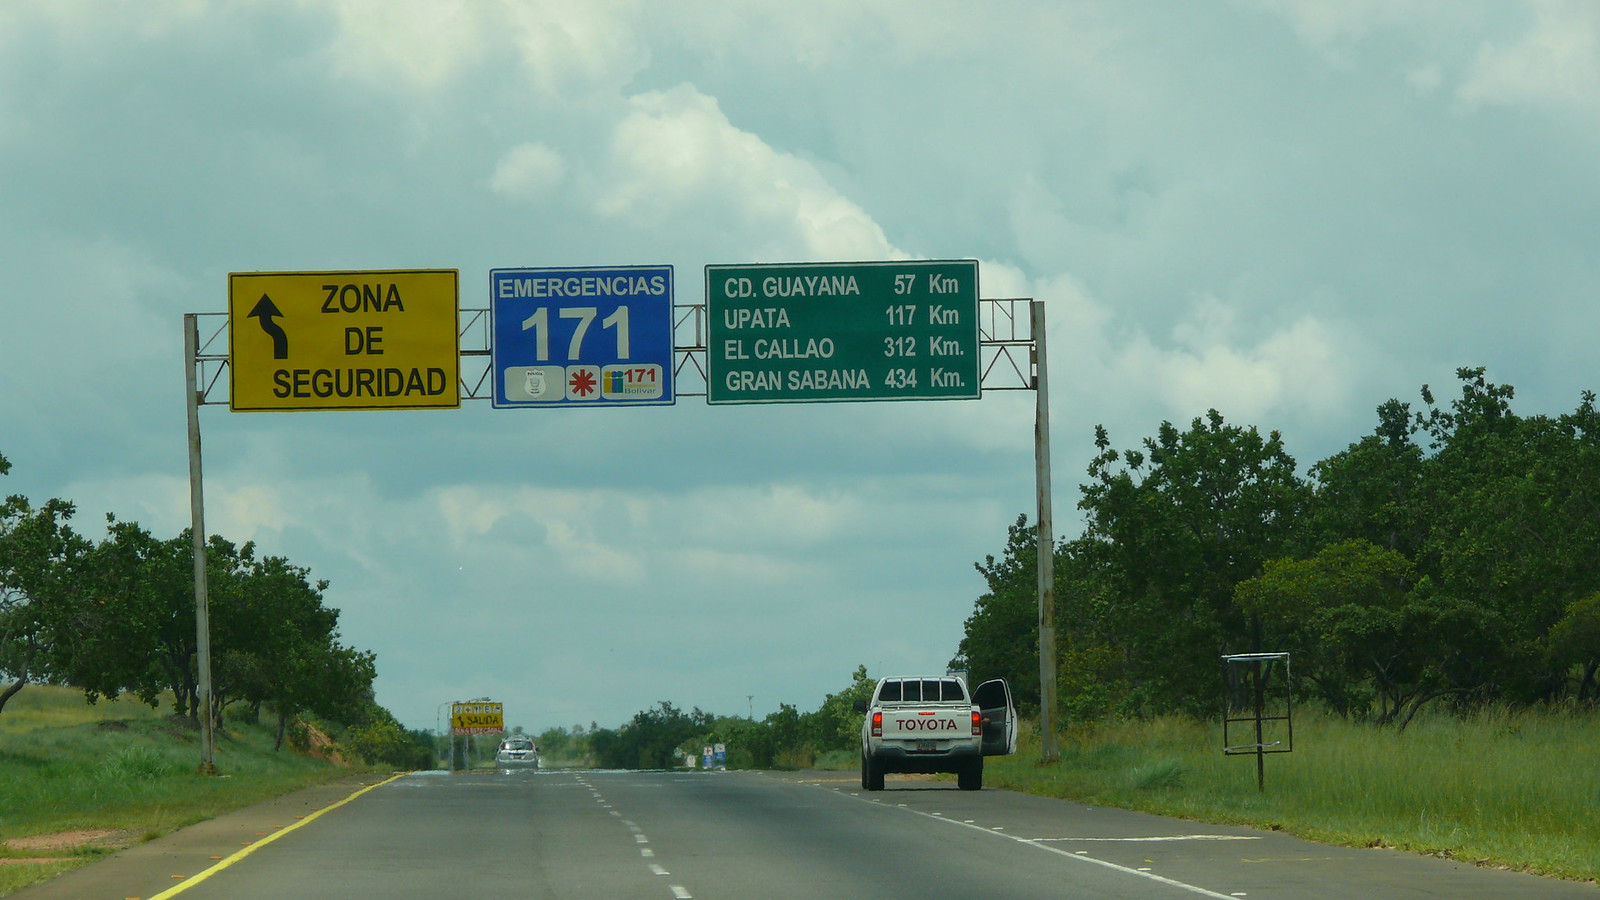 ZONA
DE
SEGURIDAD
EMERGENCIAS
171
171
Bolívar
CD. GUAYANA 57 Km
UPATA 117 Km
EL CALLAO 312 Km.
GRAN SABANA 434 Km.
SALIDA
TOYOTA